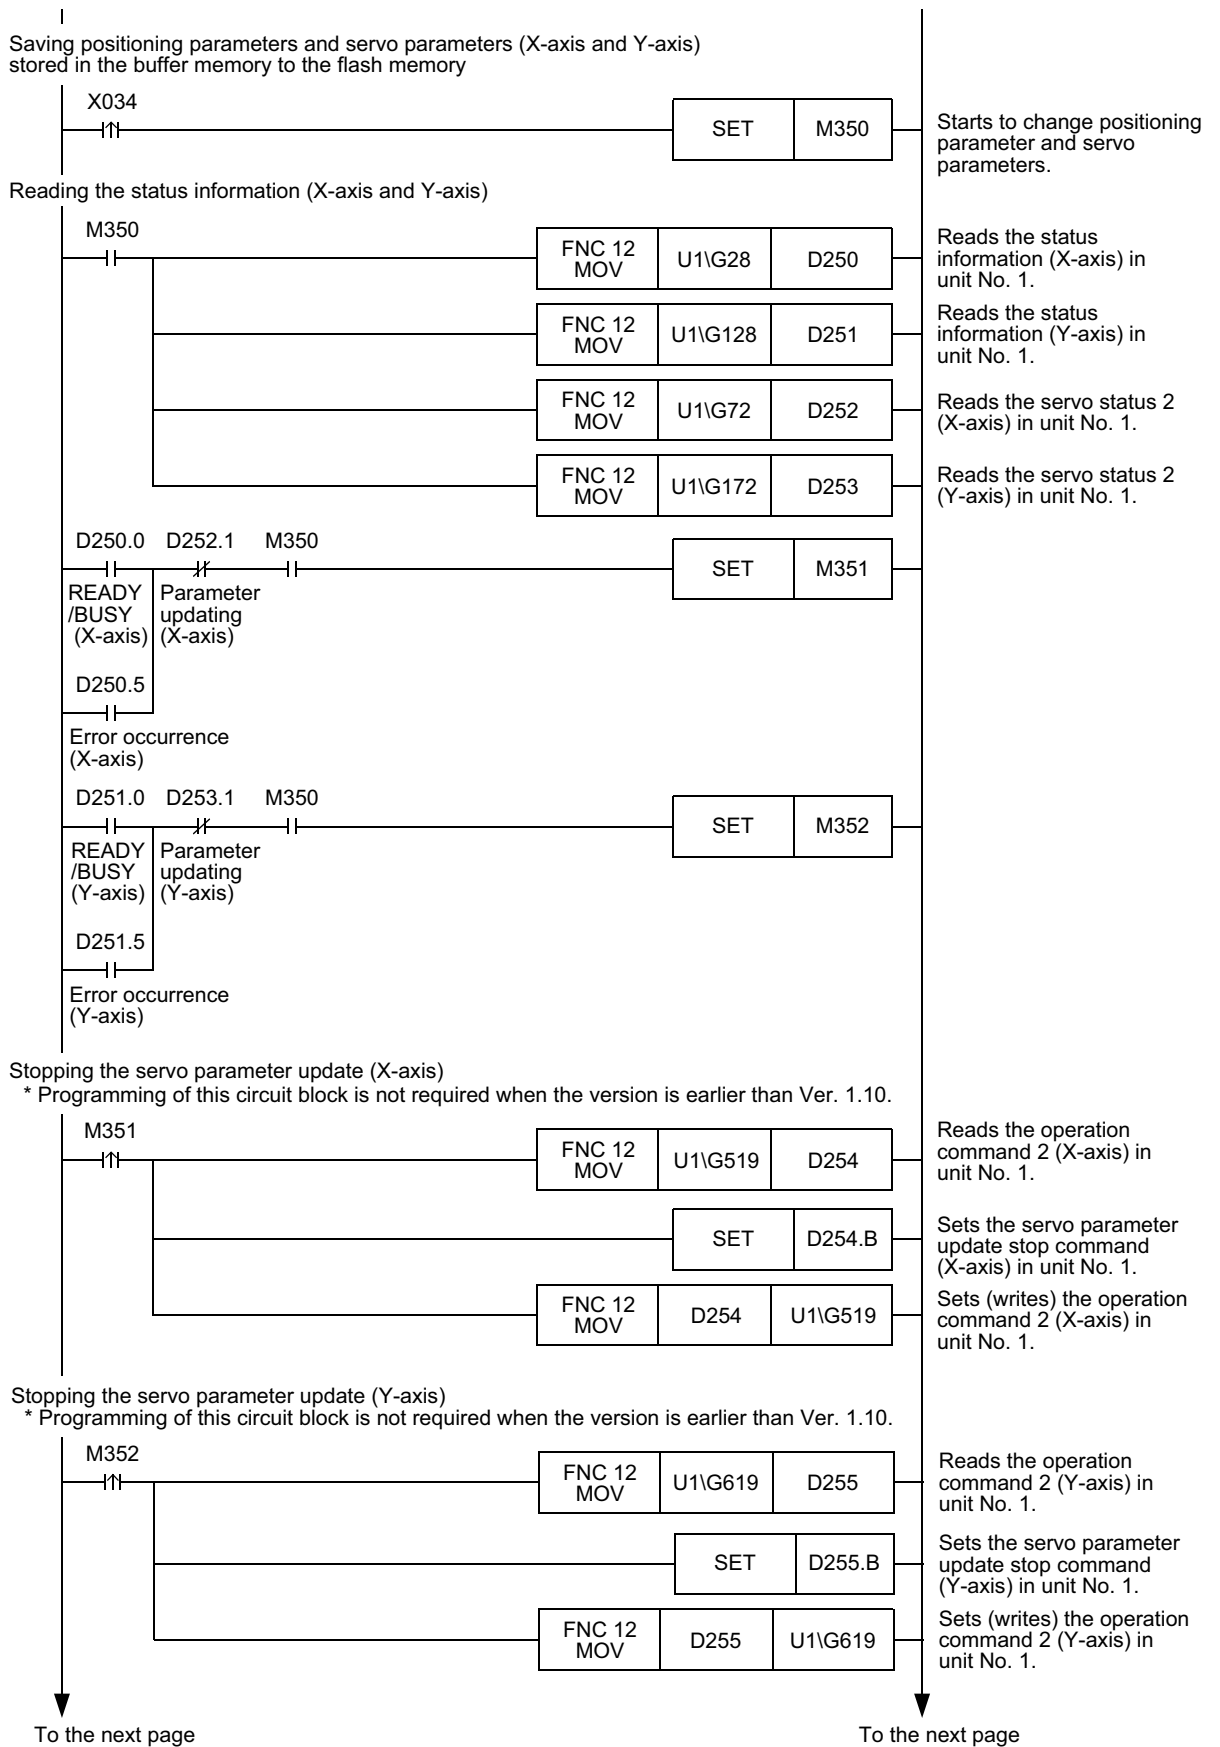 Saving positioning parameters and servo parameters (X-axis and Y-axis)
stored in the buffer memory to the flash memory
X034
SET M350
Starts to change positioning
parameter and servo
parameters.
Reading the status information (X-axis and Y-axis)
M350
FNC 12
MOV
U1\G28 D250
Reads the status
information (X-axis) in
unit No. 1.
FNC 12
MOV
U1\G128 D251
Reads the status
information (Y-axis) in
unit No. 1.
FNC 12
MOV
U1\G72 D252
Reads the servo status 2
(X-axis) in unit No. 1.
FNC 12
MOV
U1\G172 D253
Reads the servo status 2
(Y-axis) in unit No. 1.
D250.0 D252.1 M350
SET M351
READY
/BUSY
(X-axis)
Parameter
updating
(X-axis)
D250.5
Error occurrence
(X-axis)
D251.0 D253.1 M350
SET M352
READY
/BUSY
(Y-axis)
Parameter
updating
(Y-axis)
D251.5
Error occurrence
(Y-axis)
Stopping the servo parameter update (X-axis)
* Programming of this circuit block is not required when the version is earlier than Ver. 1.10.
M351
FNC 12
MOV
U1\G519 D254
Reads the operation
command 2 (X-axis) in
unit No. 1.
SET D254.B
Sets the servo parameter
update stop command
(X-axis) in unit No. 1.
FNC 12
MOV
D254 U1\G519
Sets (writes) the operation
command 2 (X-axis) in
unit No. 1.
Stopping the servo parameter update (Y-axis)
* Programming of this circuit block is not required when the version is earlier than Ver. 1.10.
M352
FNC 12
MOV
U1\G619 D255
Reads the operation
command 2 (Y-axis) in
unit No. 1.
SET D255.B
Sets the servo parameter
update stop command
(Y-axis) in unit No. 1.
FNC 12
MOV
D255 U1\G619
Sets (writes) the operation
command 2 (Y-axis) in
unit No. 1.
To the next page To the next page